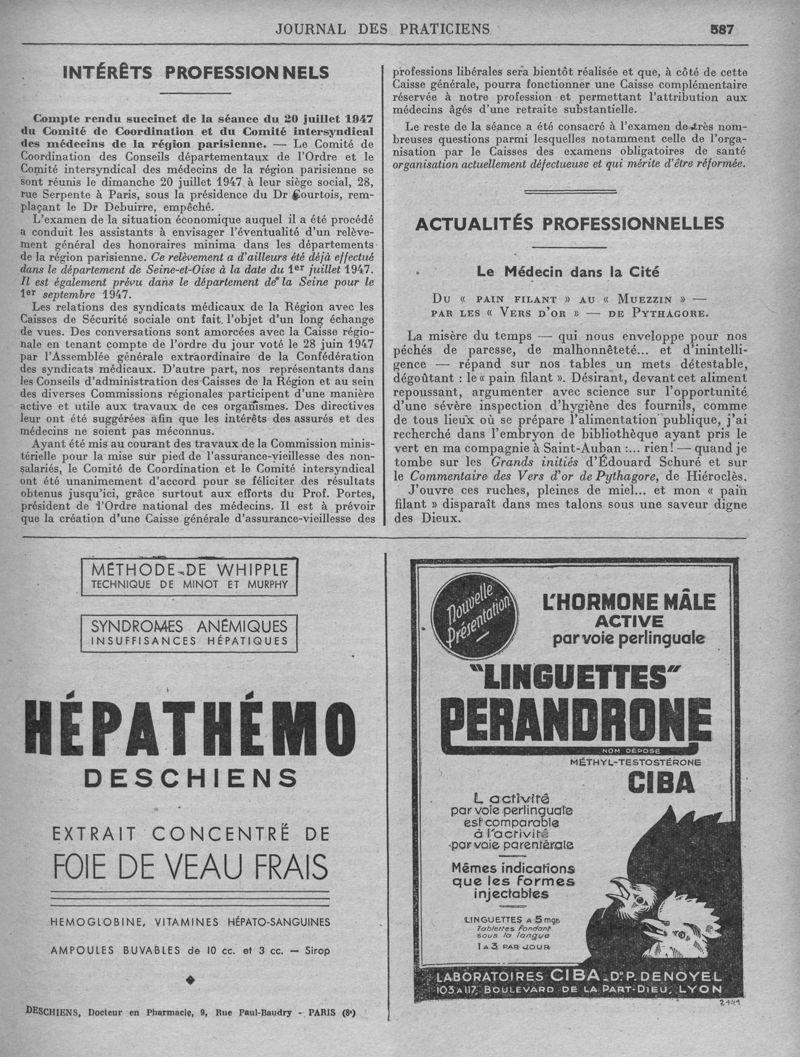 JOURNAL DES PRATICIENS
587
INTÉRÊTS PROFESSIONNELS
Compte rendu succinct de la séance du 20 juillet 1947
du Comité de Coordination et du Comité intersyndical
des médecins de la région parisienne. — Le Comité de
Coordination des Conseils départementaux de l'Ordre et le
Comité intersyndical des médecins de la région parisienne se
sont réunis le dimanche 20 juillet 1947 à leur siège social, 28,
rue Serpente à Paris, sous la présidence du Dr Courtois, rem-
plaçant le Dr Debuirre, empêché.
L'examen de la situation économique auquel il a été procédé
a conduit les assistants à envisager l'éventualité d'un relève-
ment général des honoraires minima dans les départements
de la région parisienne. Ce relèvement a d'ailleurs été déjà effectué
dans le département de Seine-et-Oise à la date du 1er juillet 1947.
Il est également prévu dans le département de la Seine pour le
1er septembre 1947.
Les relations des syndicats médicaux de la Région avec les
Caisses de Sécurité sociale ont fait l'objet d'un long échange
de vues. Des conversations sont amorcées avec la Caisse régio-
nale en tenant compte de l'ordre du jour voté le 28 juin 1947
par l'Assemblée générale extraordinaire de la Confédération
des syndicats médicaux. D'autre part, nos représentants dans
les Conseils d'administration des Caisses de la Région et au sein
des diverses Commissions régionales participent d'une manière
active et utile aux travaux de ces organismes. Des directives
leur ont été suggérées afin que les intérêts des assurés et des
médecins ne soient pas méconnus.
Ayant été mis au courant des travaux de la Commission minis-
térielle pour la mise sur pied de l'assurance-vieillesse des non-
salariés, le Comité de Coordination et le Comité intersyndical
ont été unanimement d'accord pour se féliciter des résultats
obtenus jusqu'ici, grâce surtout aux efforts du Prof. Portes,
président de l'Ordre national des médecins. Il est à prévoir
que la création d'une Caisse générale d'assurance-vieillesse des
professions libérales sera bientôt réalisée et que, à côté de cette
Caisse générale, pourra fonctionner une Caisse complémentaire
réservée à notre profession et permettant l'attribution aux
médecins âgés d'une retraite substantielle.
Le reste de la séance a été consacré à l'examen de très nom-
breuses questions parmi lesquelles notamment celle de l'orga-
nisation par le Caisses des examens obligatoires de santé
organisation actuellement défectueuse et qui mérite d'être réformée.
ACTUALITÉS PROFESSIONNELLES
Le Médecin dans la Cité
DU « PAIN FILANT » AU « MUEZZIN » —
PAR LES « VERS D'OR » — DE PYTHAGORE.
La misère du temps — qui nous enveloppe pour nos
péchés de paresse, de malhonnêteté... et d'inintelli-
gence — répand sur nos tables un mets détestable,
dégoûtant : le « pain filant ». Désirant, devant cet aliment
repoussant, argumenter avec science sur l'opportunité
d'une sévère inspection d'hygiène des fournils, comme
de tous lieux où se prépare l'alimentation publique, j'ai
recherché dans l'embryon de bibliothèque ayant pris le
vert en ma compagnie à Saint-Auban :... rien! — quand je
tombe sur les Grands initiés d'Édouard Schuré et sur
le Commentaire des Vers d'or de Pythagore, de Hiéroclès.
J'ouvre ces ruches, pleines de miel... et mon « pain
filant » disparaît dans mes talons sous une saveur digne
des Dieux.
MÉTHODE DE WHIPPLE
TECHNIQUE DE MINOT ET MURPHY
SYNDROMES ANÉMIQUES
INSUFFISANCES HÉPATIQUES
HÉPATHÉMO
DESCHIENS
EXTRAIT CONCENTRÉ DE
FOIE DE VEAU FRAIS
HEMOGLOBINE, VITAMINES HÉPATO-SANGUINES
AMPOULES BUVABLES de 10 cc. et 3 cc. — Sirop
DESCHIENS, Docteur en Pharmacie, 9, Rue Paul-Baudry - PARIS (8e)
Nouvelle
Présentation
L'HORMONE MÂLE
ACTIVE
par voie perlinguale
"LINGUETTES"
PERANDRONE
NOM DÉPOSÉ
MÉTHYL-TESTOSTÉRONE
CIBA
L'activité
par voie perlinguale
est comparable
à l'activité
par voie parentérale
Mêmes indications
que les formes
injectables
LINGUETTES A 5 mgr.
Tablettes fondant
sous la langue
1 A 3 PAR JOUR
LABORATOIRES CIBA_Dr. P. DENOYEL
103 A 117, BOULEVARD DE LA PART-DIEU, LYON
2441